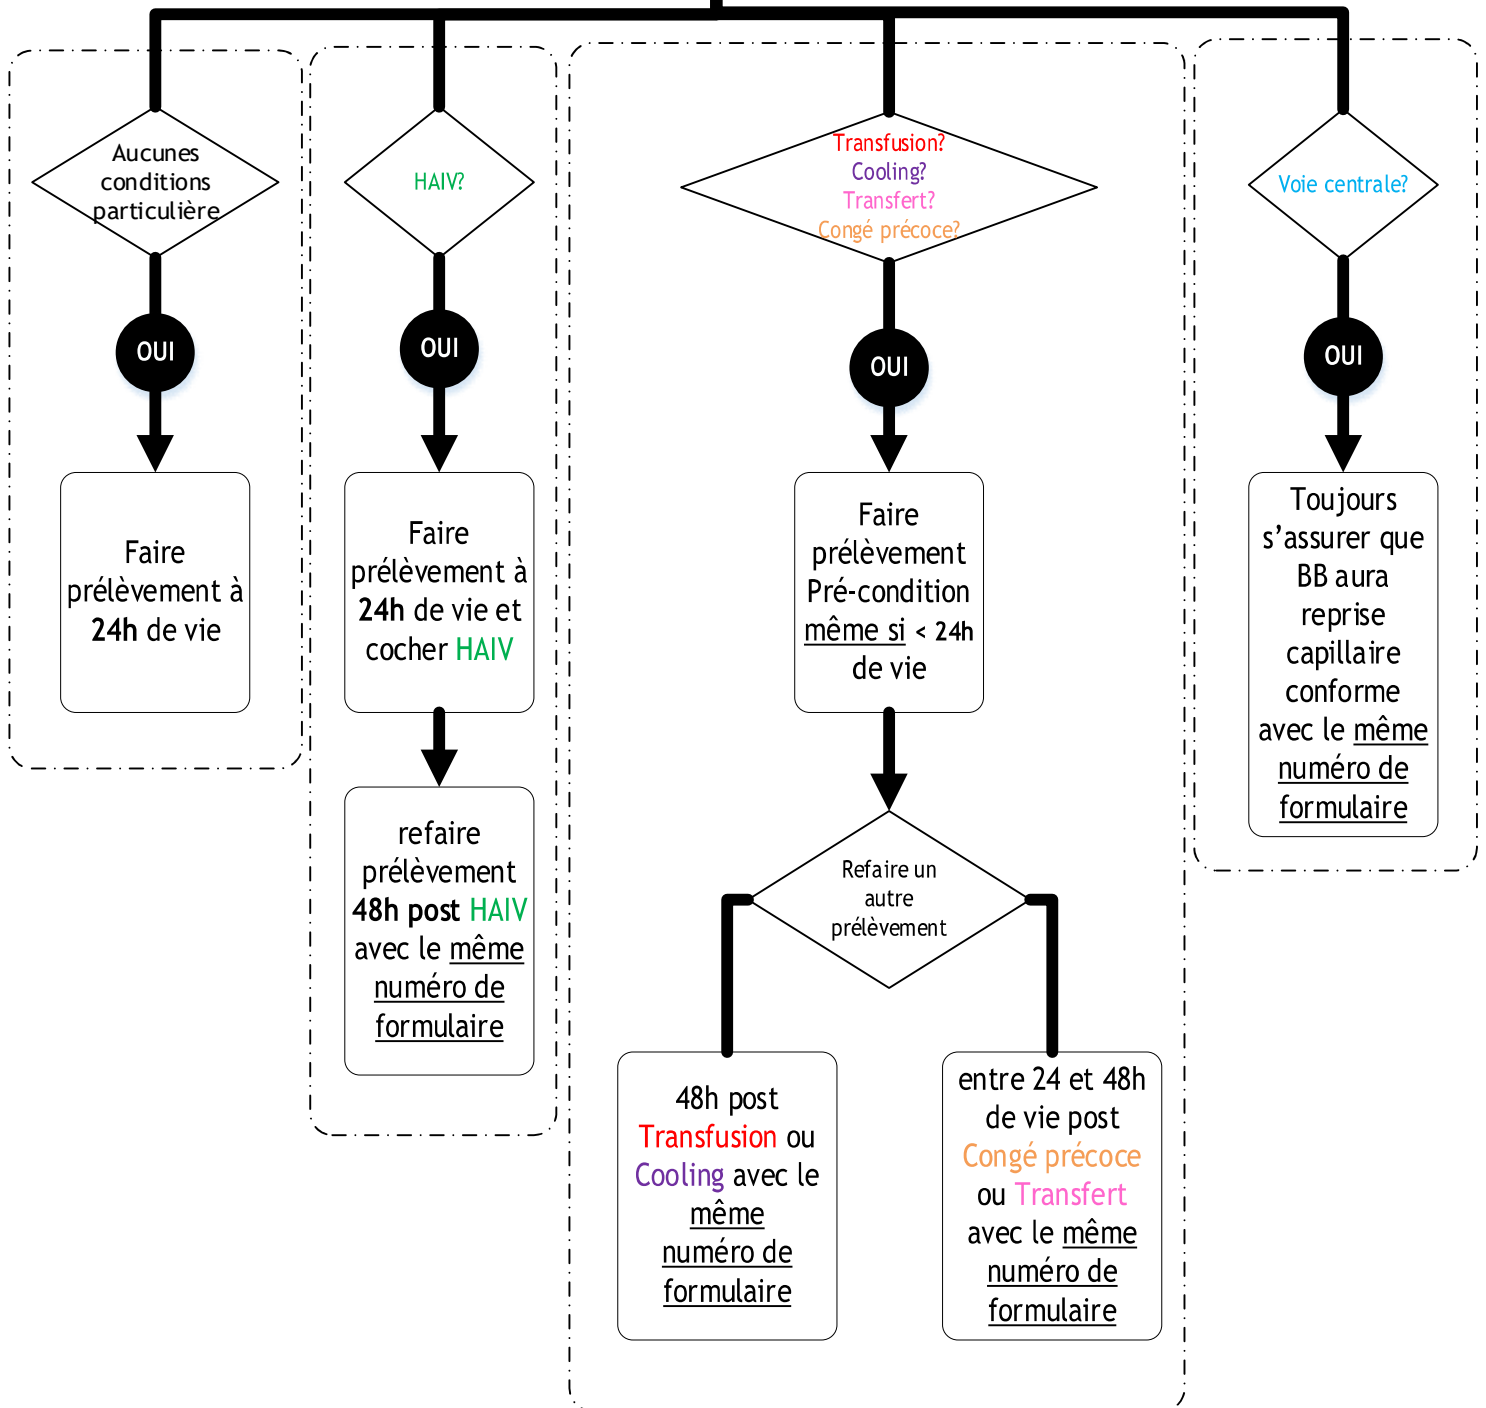 Aucunes
conditions
particulière
OUI
Faire
prélèvement à
24h de vie
HAIV?
OUI
Faire
prélèvement à
24h de vie et
cocher HAIV
refaire
prélèvement
48h post HAIV
avec le même
numéro de
formulaire
Transfusion?
Cooling?
Transfert?
Congé précoce?
OUI
Faire
prélèvement
Pré-condition
même si < 24h
de vie
Refaire un
autre
prélèvement
48h post
Transfusion ou
Cooling avec le
même
numéro de
formulaire
entre 24 et 48h
de vie post
Congé précoce
ou Transfert
avec le même
numéro de
formulaire
Voie centrale?
OUI
Toujours
s’assurer que
BB aura
reprise
capillaire
conforme
avec le même
numéro de
formulaire